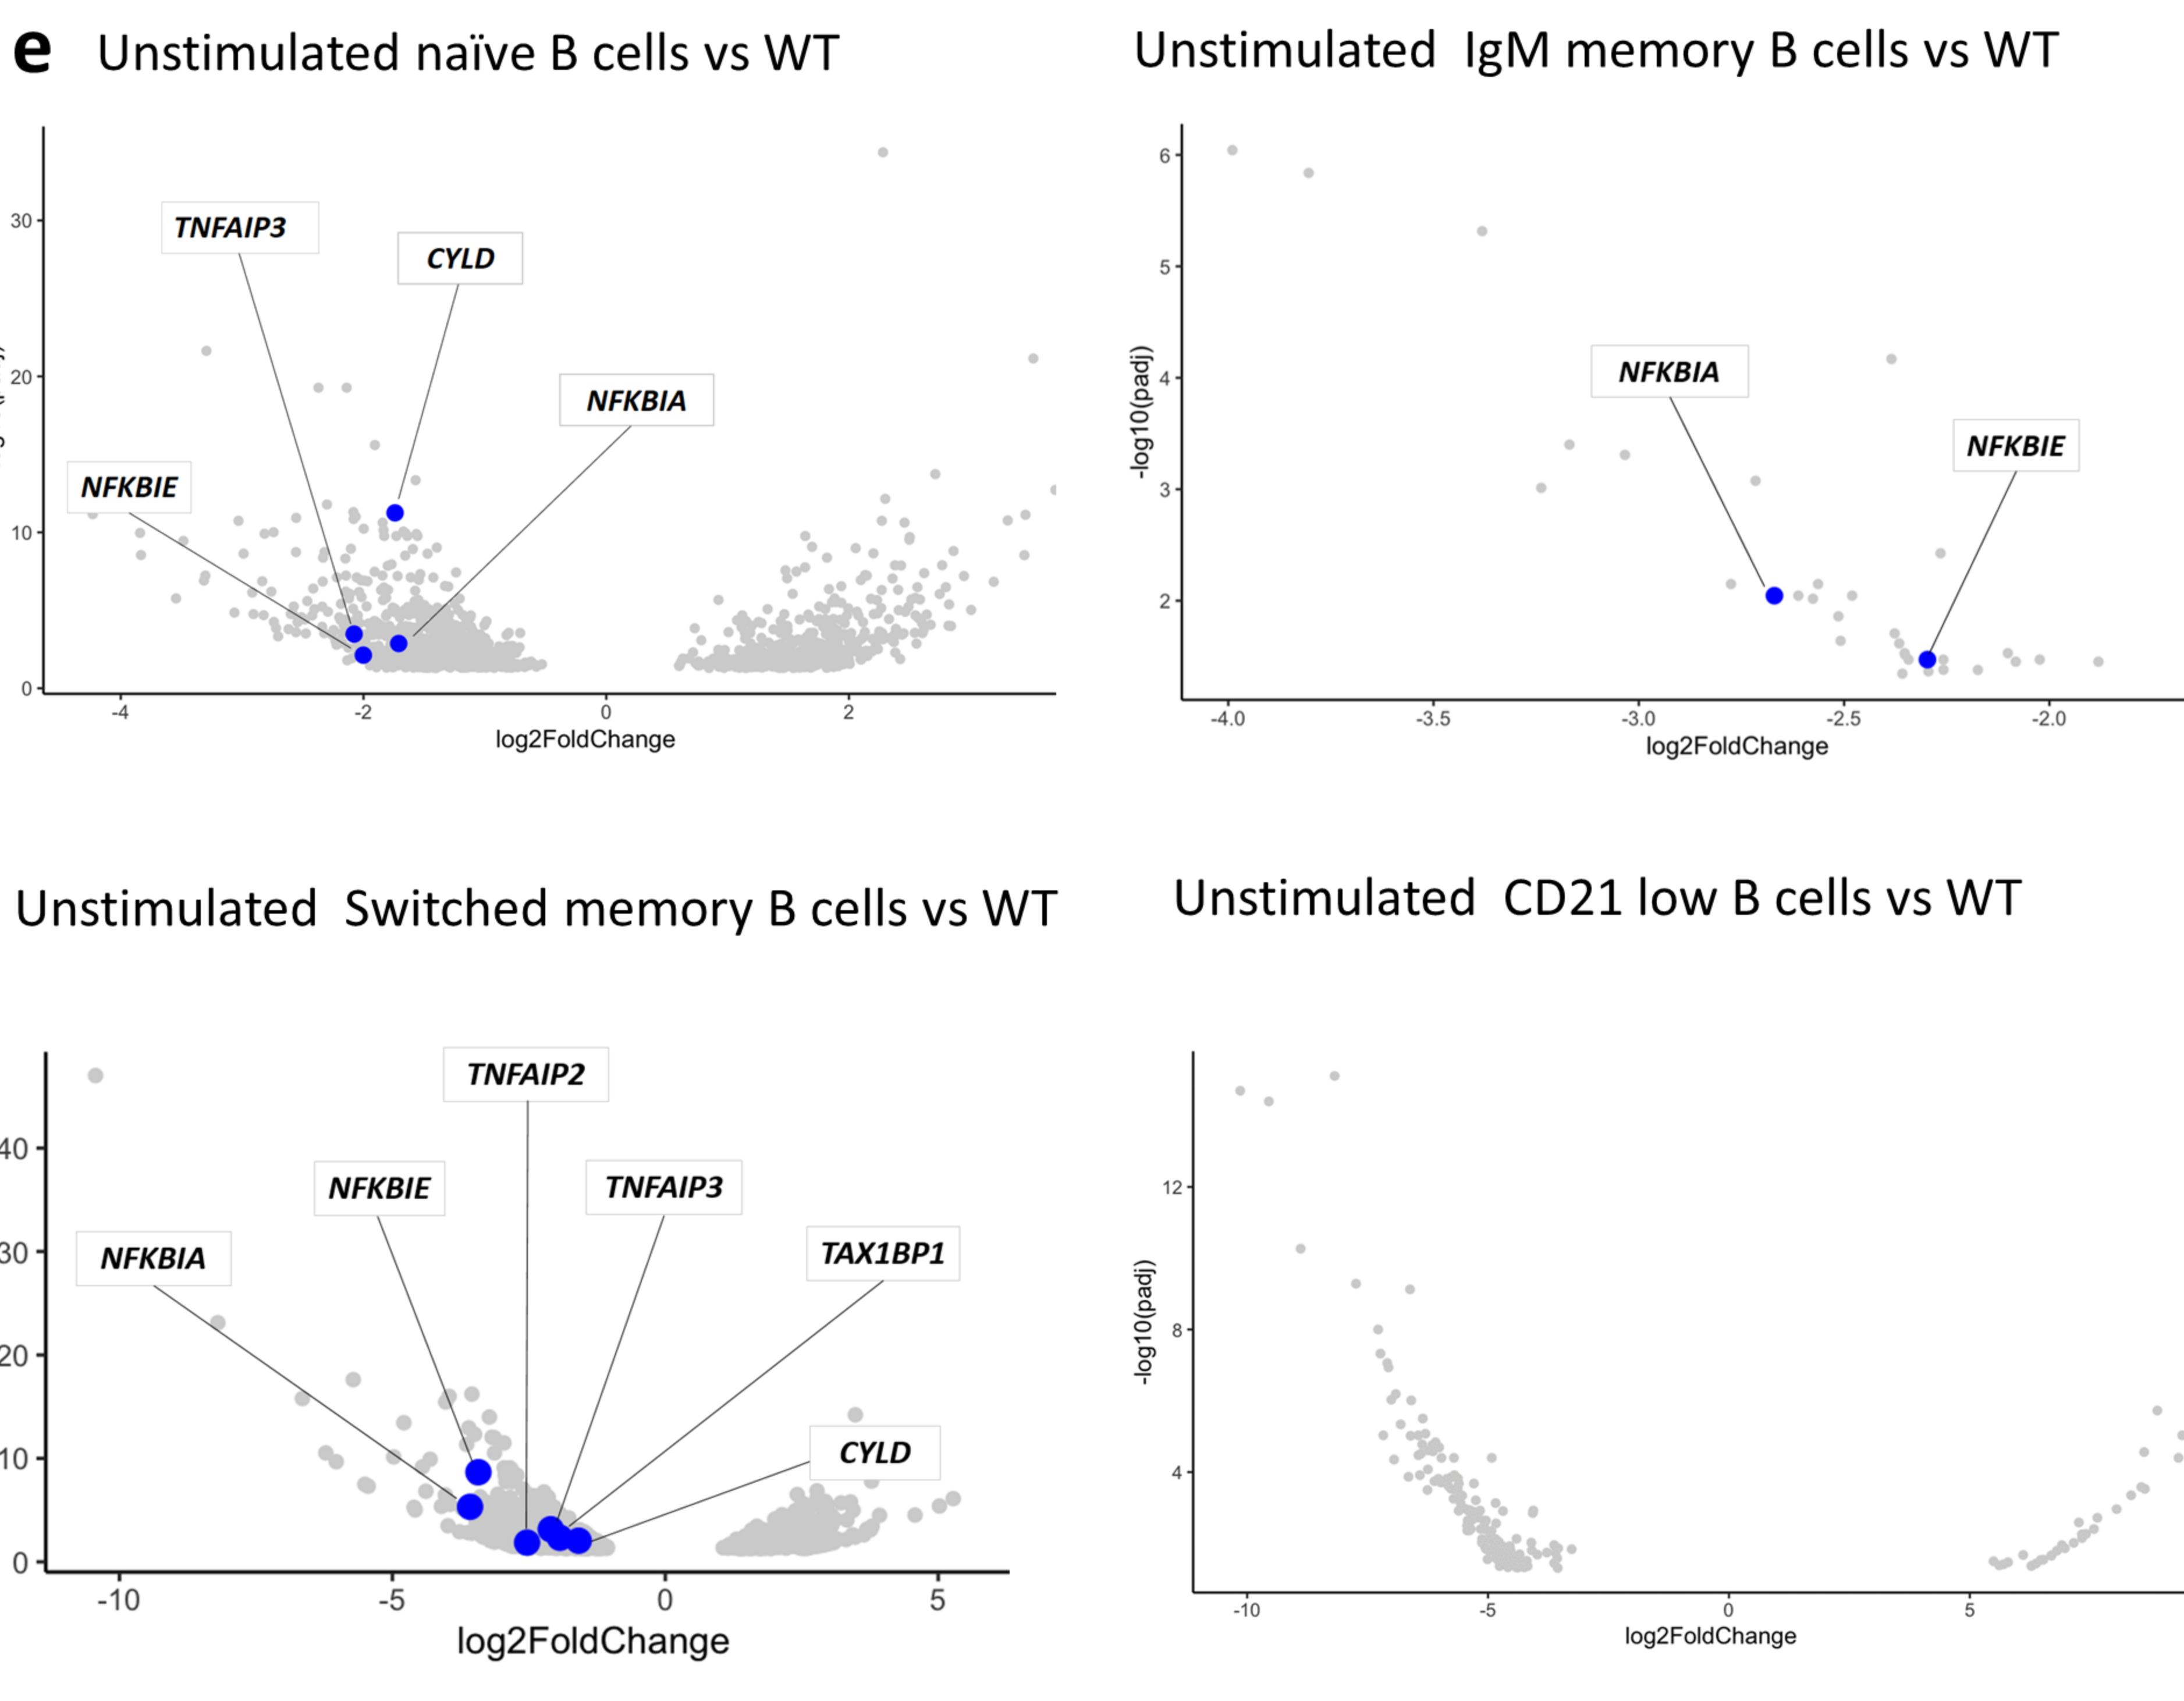 e Unstimulated naïve B cells vs WT
TNFAIP3
CYLD
NFKBIA
NFKBIE
30
20
10
0
-4 -2 0 2
log2FoldChange
Unstimulated IgM memory B cells vs WT
-log10(padj)
6
5
4
3
2
NFKBIA
NFKBIE
-4.0 -3.5 -3.0 -2.5 -2.0
log2FoldChange
Unstimulated Switched memory B cells vs WT
TNFAIP2
NFKBIE
TNFAIP3
NFKBIA
TAX1BP1
CYLD
40
30
20
10
0
-10 -5 0 5
log2FoldChange
Unstimulated CD21 low B cells vs WT
-log10(padj)
12
8
4
-10 -5 0 5
log2FoldChange